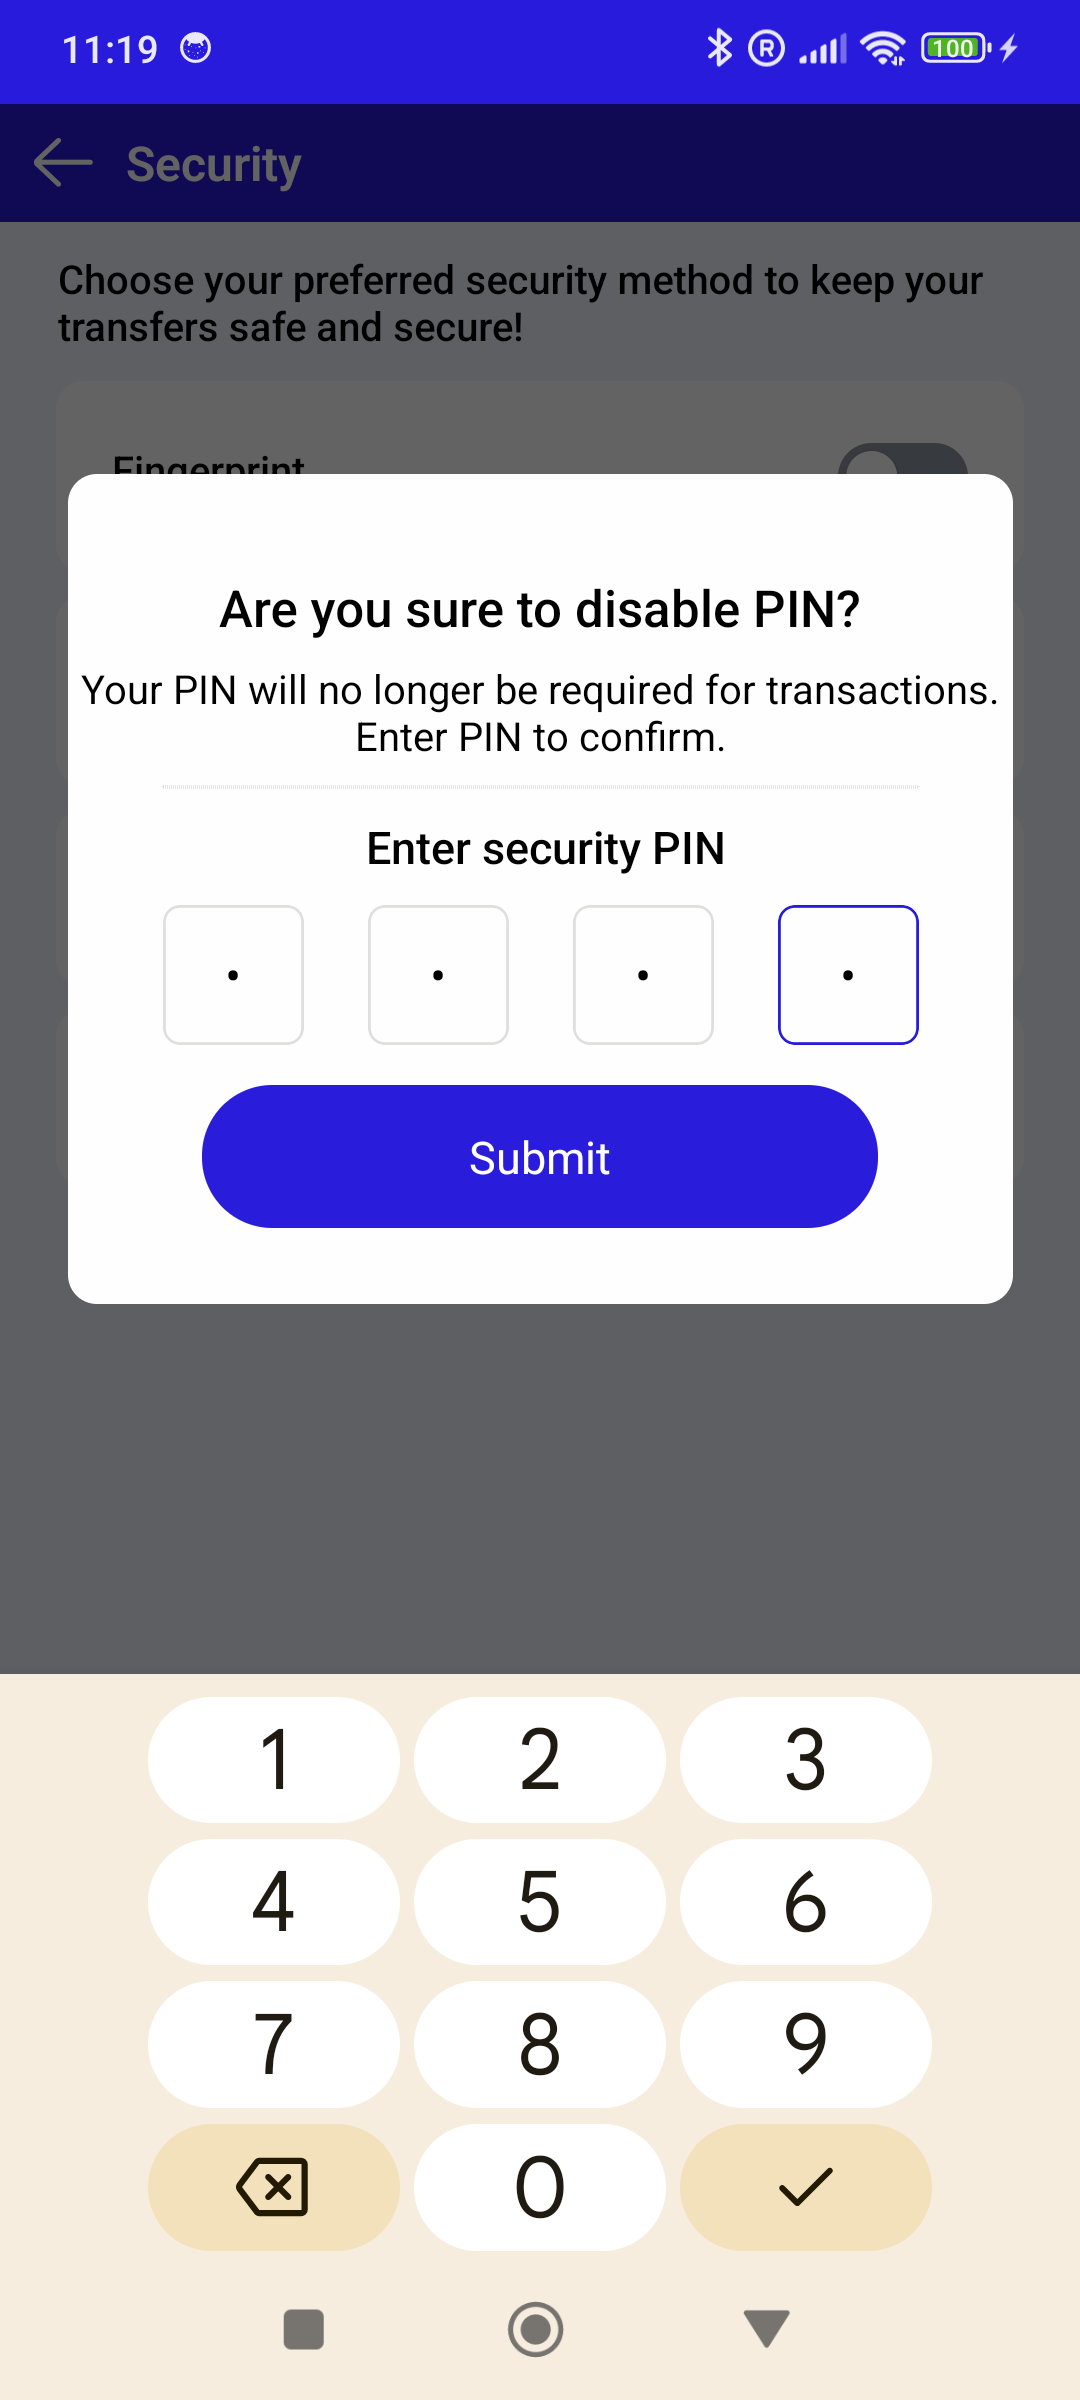 11:19
R
100
Security
Choose your preferred security method to keep your
transfers safe and secure!
Fingerprint
Are you sure to disable PIN?
Your PIN will no longer be required for transactions.
Enter PIN to confirm.
Enter security PIN
Submit
1 2 3
4 5 6
7 8 9
0